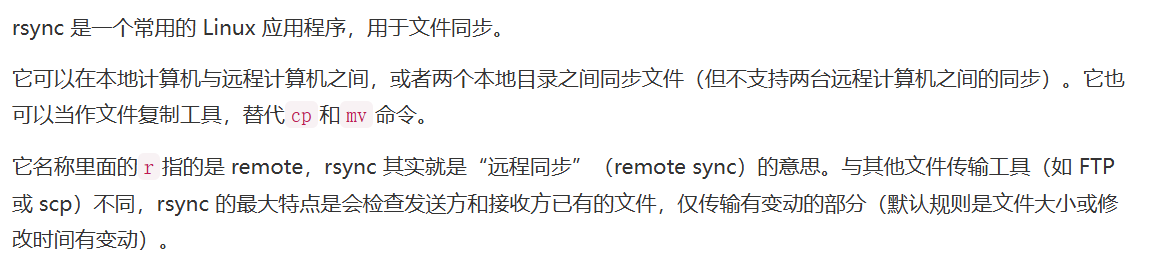 rsync 是一个常用的 Linux 应用程序，用于文件同步。
它可以在本地计算机与远程计算机之间，或者两个本地目录之间同步文件（但不支持两台远程计算机之间的同步）。它也
可以当作文件复制工具，替代 cp 和 mv 命令。
它名称里面的 r 指的是 remote，rsync 其实就是“远程同步”（remote sync）的意思。与其他文件传输工具（如 FTP
或 scp）不同，rsync 的最大特点是会检查发送方和接收方已有的文件，仅传输有变动的部分（默认规则是文件大小或修
改时间有变动）。